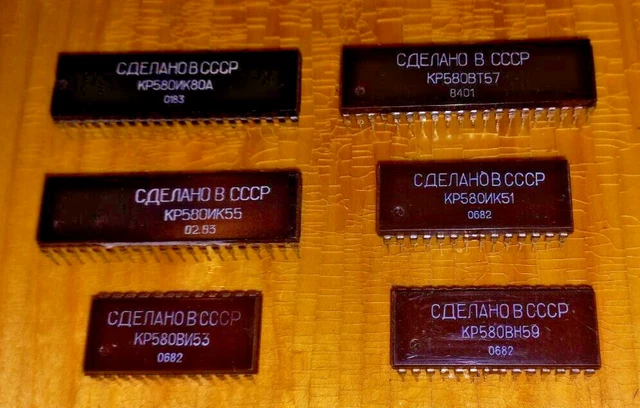 СДЕЛАНО В СССР
КР580ИК80А
0183
СДЕЛАНО В СССР
КР580ВТ57
8401
СДЕЛАНО В СССР
КР580ИК55
02.83
СДЕЛАНО В СССР
КР580ИК51
0682
СДЕЛАНО В СССР
КР580ВИ53
0682
СДЕЛАНО В СССР
КР580ВН59
0682